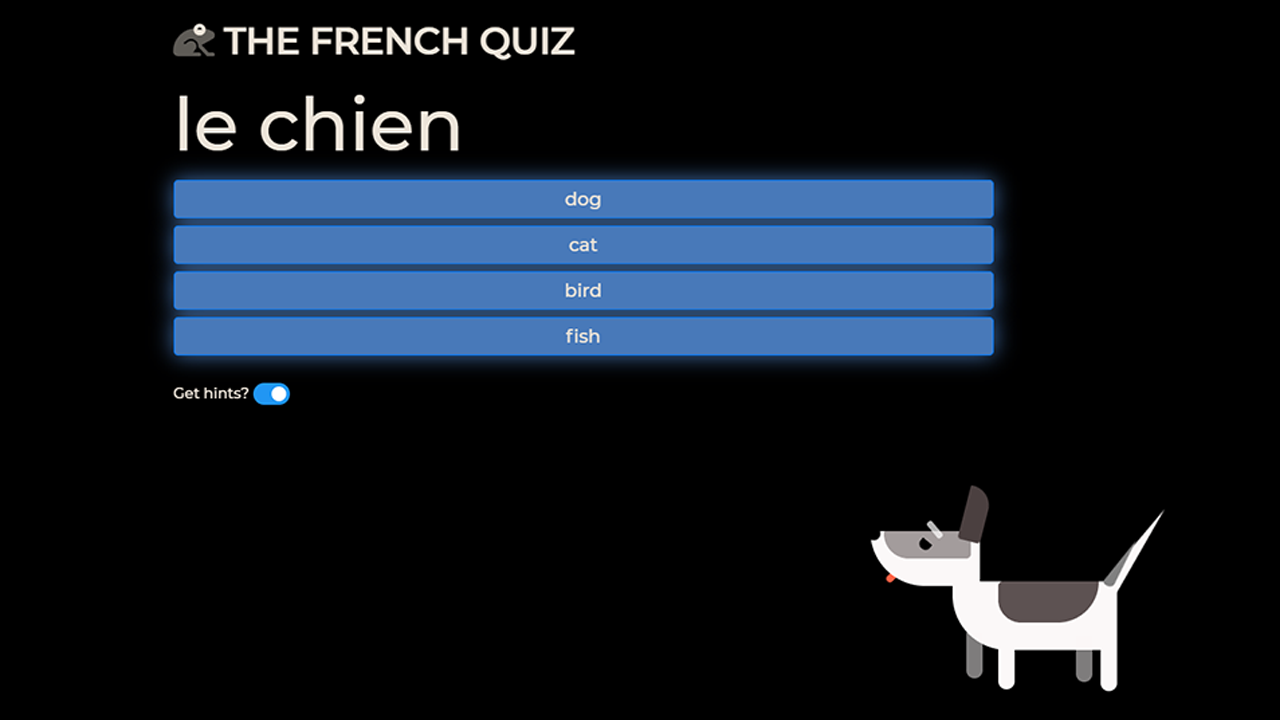 THE FRENCH QUIZ
le chien
dog
cat
bird
fish
Get hints?